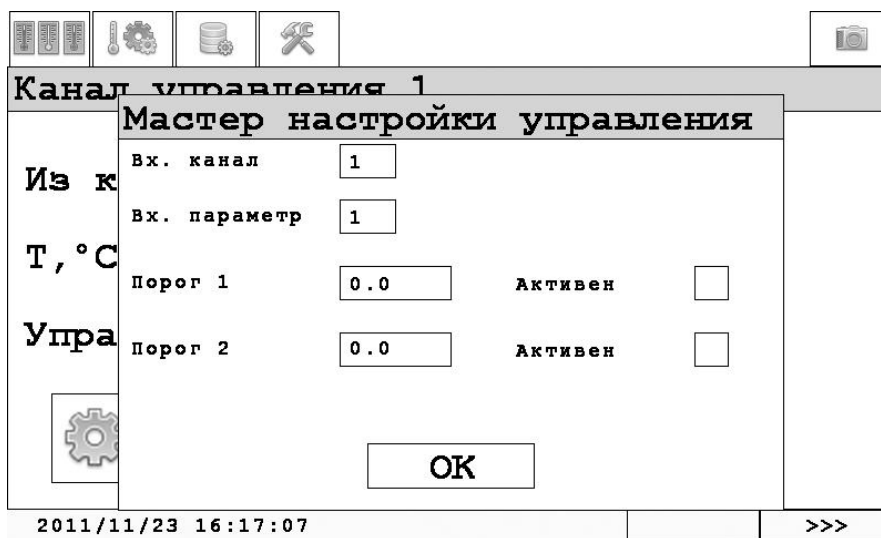 Канал управления 1
Мастер настройки управления
Вх. канал 1
Из к
Вх. параметр 1
T,°C
Порог 1 0.0 Активен
Упра
Порог 2 0.0 Активен
OK
2011/11/23 16:17:07 >>>